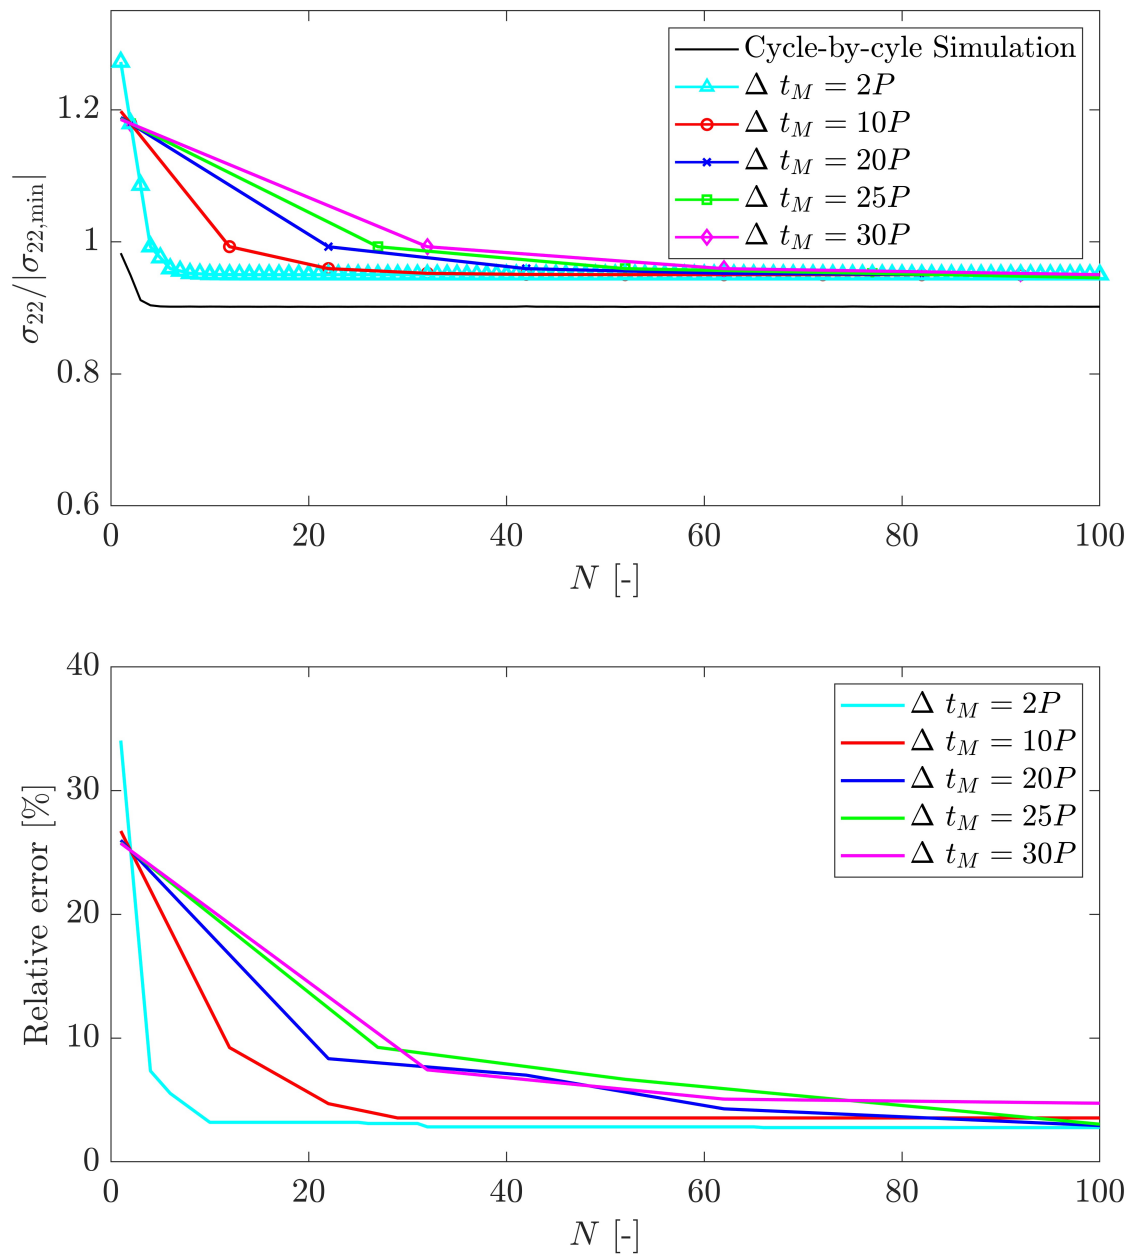 Cycle-by-cyle Simulation
Δ t_M = 2P
Δ t_M = 10P
Δ t_M = 20P
Δ t_M = 25P
Δ t_M = 30P
1.2
1
0.8
0.6
σ_22/|σ_22,min|
0 20 40 60 80 100
N [-]
40
30
20
10
0
Relative error [%]
Δ t_M = 2P
Δ t_M = 10P
Δ t_M = 20P
Δ t_M = 25P
Δ t_M = 30P
0 20 40 60 80 100
N [-]